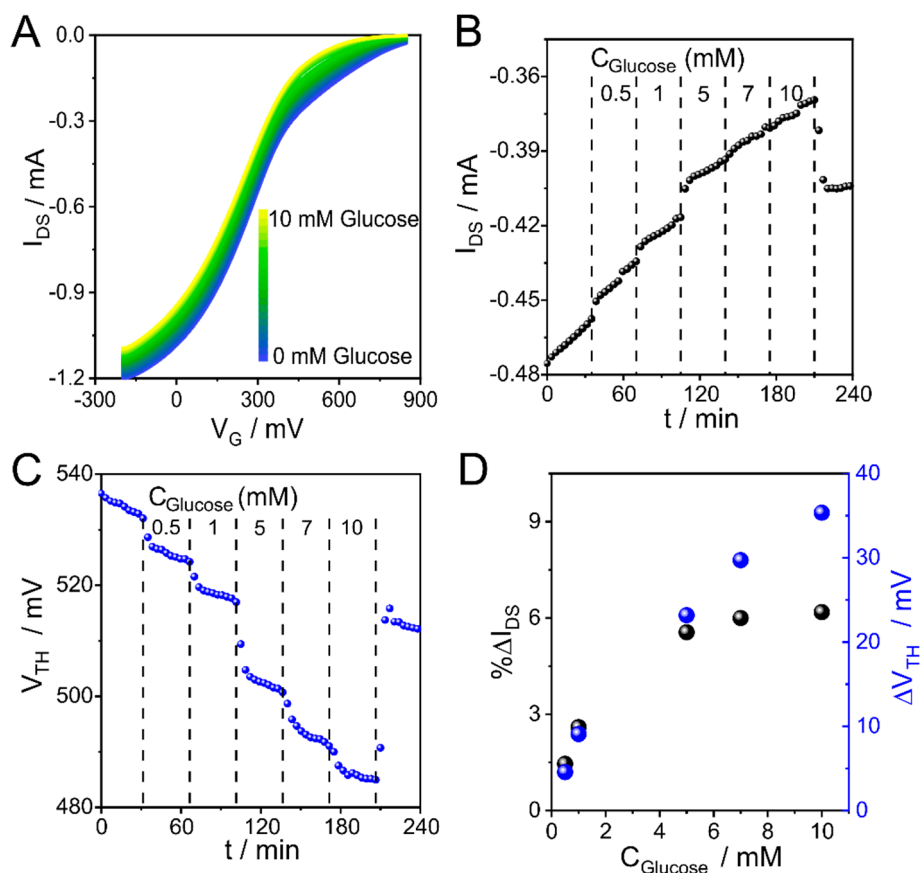 A
0.0
-0.3
-0.6
-0.9
-1.2
I_DS / mA
10 mM Glucose
0 mM Glucose
-300 0 300 600 900
V_G / mV
B
-0.36
-0.39
-0.42
-0.45
-0.48
I_DS / mA
C_Glucose (mM)
0.5 1 5 7 10
0 60 120 180 240
t / min
C
540
520
500
480
V_TH / mV
C_Glucose (mM)
0.5 1 5 7 10
0 60 120 180 240
t / min
D
9
6
3
0
%ΔI_DS
40
30
20
10
0
ΔV_TH / mV
0 2 4 6 8 10
C_Glucose / mM